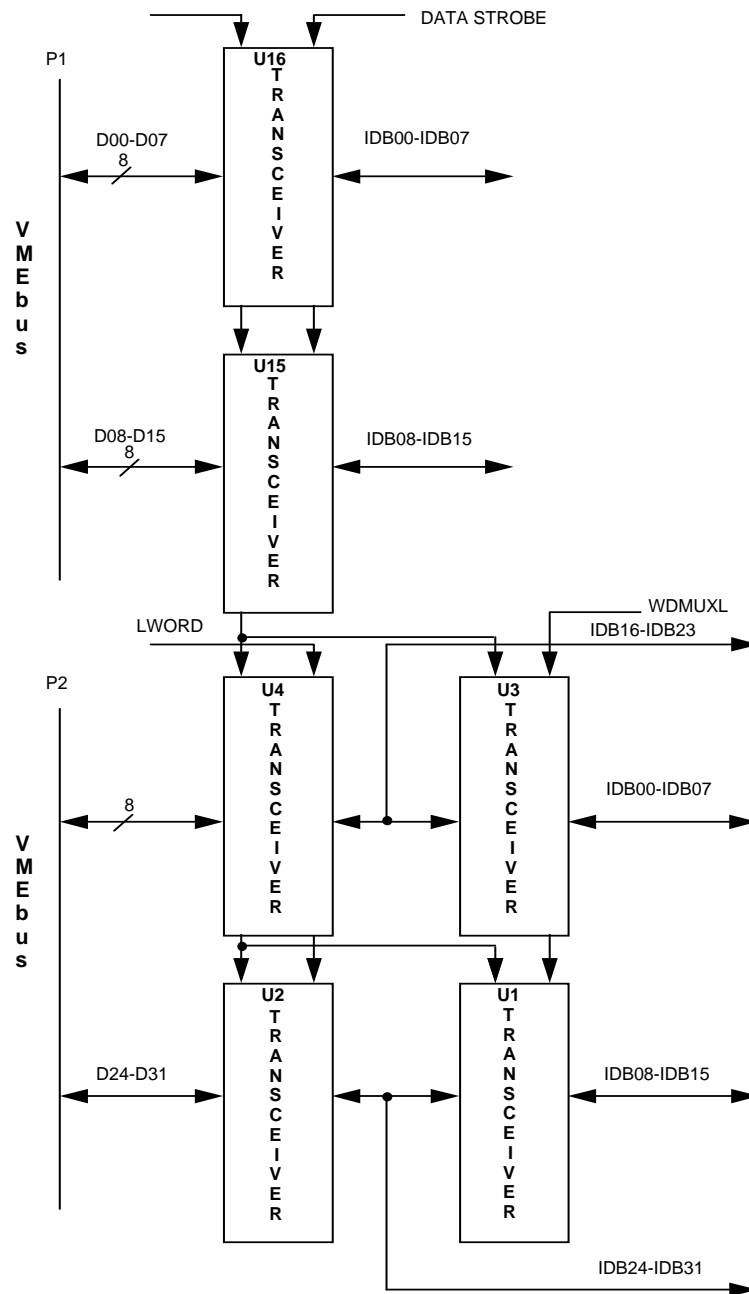 DATA STROBE
P1
U16
TRANSCEIVER
D00-D07
8
IDB00-IDB07
VMEbus
U15
TRANSCEIVER
D08-D15
8
IDB08-IDB15
LWORD
WDMUXL
IDB16-IDB23
P2
U4
TRANSCEIVER
U3
TRANSCEIVER
8
IDB00-IDB07
VMEbus
U2
TRANSCEIVER
U1
TRANSCEIVER
D24-D31
IDB08-IDB15
IDB24-IDB31